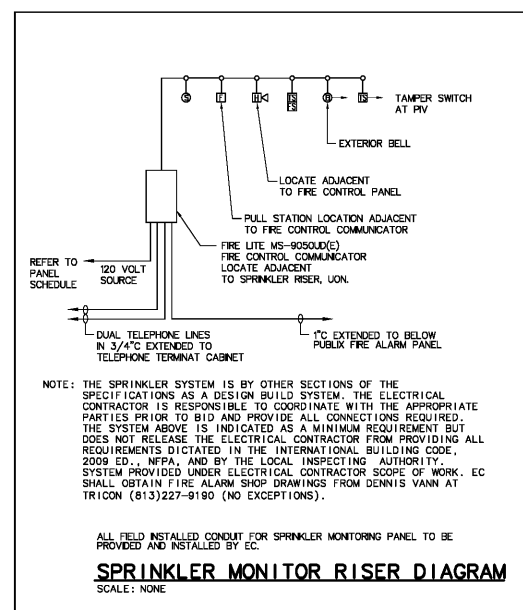 S F H TS FS B TS
TAMPER SWITCH
AT PIV
EXTERIOR BELL
LOCATE ADJACENT
TO FIRE CONTROL PANEL
PULL STATION LOCATION ADJACENT
TO FIRE CONTROL COMMUNICATOR
FIRE LITE MS-9050UD(E)
FIRE CONTROL COMMUNICATOR
LOCATE ADJACENT
TO SPRINKLER RISER, UON.
REFER TO
PANEL
SCHEDULE
120 VOLT
SOURCE
DUAL TELEPHONE LINES
IN 3/4"C EXTENDED TO
TELEPHONE TERMINAT CABINET
1"C EXTENDED TO BELOW
PUBLIX FIRE ALARM PANEL
NOTE: THE SPRINKLER SYSTEM IS BY OTHER SECTIONS OF THE
SPECIFICATIONS AS A DESIGN BUILD SYSTEM. THE ELECTRICAL
CONTRACTOR IS RESPONSIBLE TO COORDINATE WITH THE APPROPRIATE
PARTIES PRIOR TO BID AND PROVIDE ALL CONNECTIONS REQUIRED.
THE SYSTEM ABOVE IS INDICATED AS A MINIMUM REQUIREMENT BUT
DOES NOT RELEASE THE ELECTRICAL CONTRACTOR FROM PROVIDING ALL
REQUIREMENTS DICTATED IN THE INTERNATIONAL BUILDING CODE,
2009 ED., NFPA, AND BY THE LOCAL INSPECTING AUTHORITY.
SYSTEM PROVIDED UNDER ELECTRICAL CONTRACTOR SCOPE OF WORK. EC
SHALL OBTAIN FIRE ALARM SHOP DRAWINGS FROM DENNIS VANN AT
TRICON (813)227-9190 (NO EXCEPTIONS).
ALL FIELD INSTALLED CONDUIT FOR SPRINKLER MONITORING PANEL TO BE
PROVIDED AND INSTALLED BY EC.
SPRINKLER MONITOR RISER DIAGRAM
SCALE: NONE